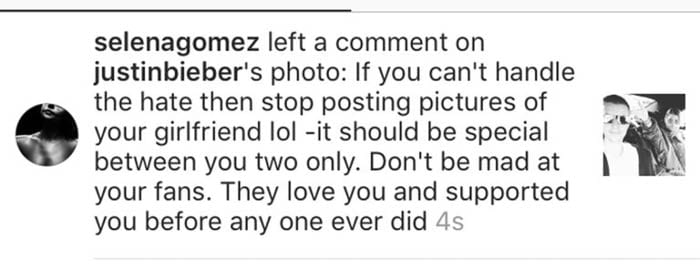 selenagomez left a comment on
justinbieber's photo: If you can't handle
the hate then stop posting pictures of
your girlfriend lol -it should be special
between you two only. Don't be mad at
your fans. They love you and supported
you before any one ever did 4s